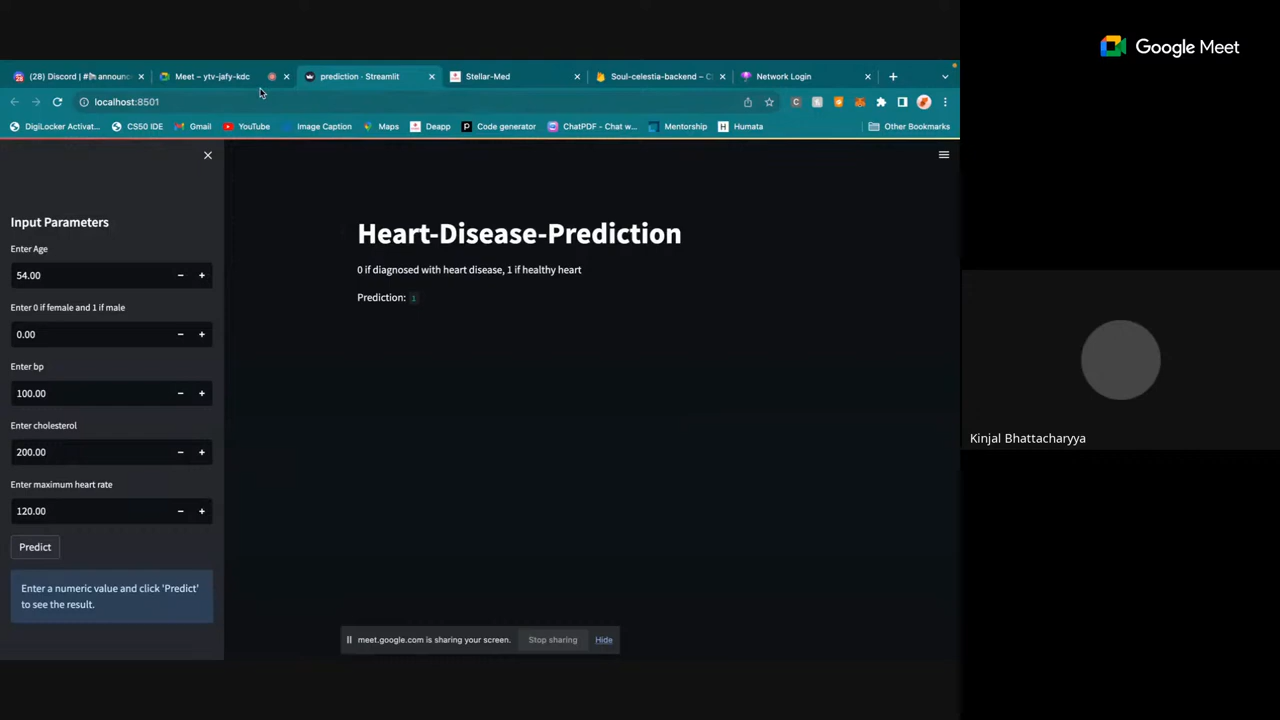 Google Meet
(28) Discord | #
announc
Meet – ytv-jafy-kdc
prediction · Streamlit
Stellar-Med
Soul-celestia-backend – C
Network Login
localhost:8501
DigiLocker Activat...
CS50 IDE
Gmail
YouTube
Image Caption
Maps
Deapp
Code generator
ChatPDF - Chat w...
Mentorship
Humata
Other Bookmarks
Input Parameters
Enter Age
54.00
Enter 0 if female and 1 if male
0.00
Enter bp
100.00
Enter cholesterol
200.00
Enter maximum heart rate
120.00
Predict
Enter a numeric value and click 'Predict'
to see the result.
Heart-Disease-Prediction
0 if diagnosed with heart disease, 1 if healthy heart
Prediction: 1
meet.google.com is sharing your screen.
Stop sharing
Hide
Kinjal Bhattacharyya